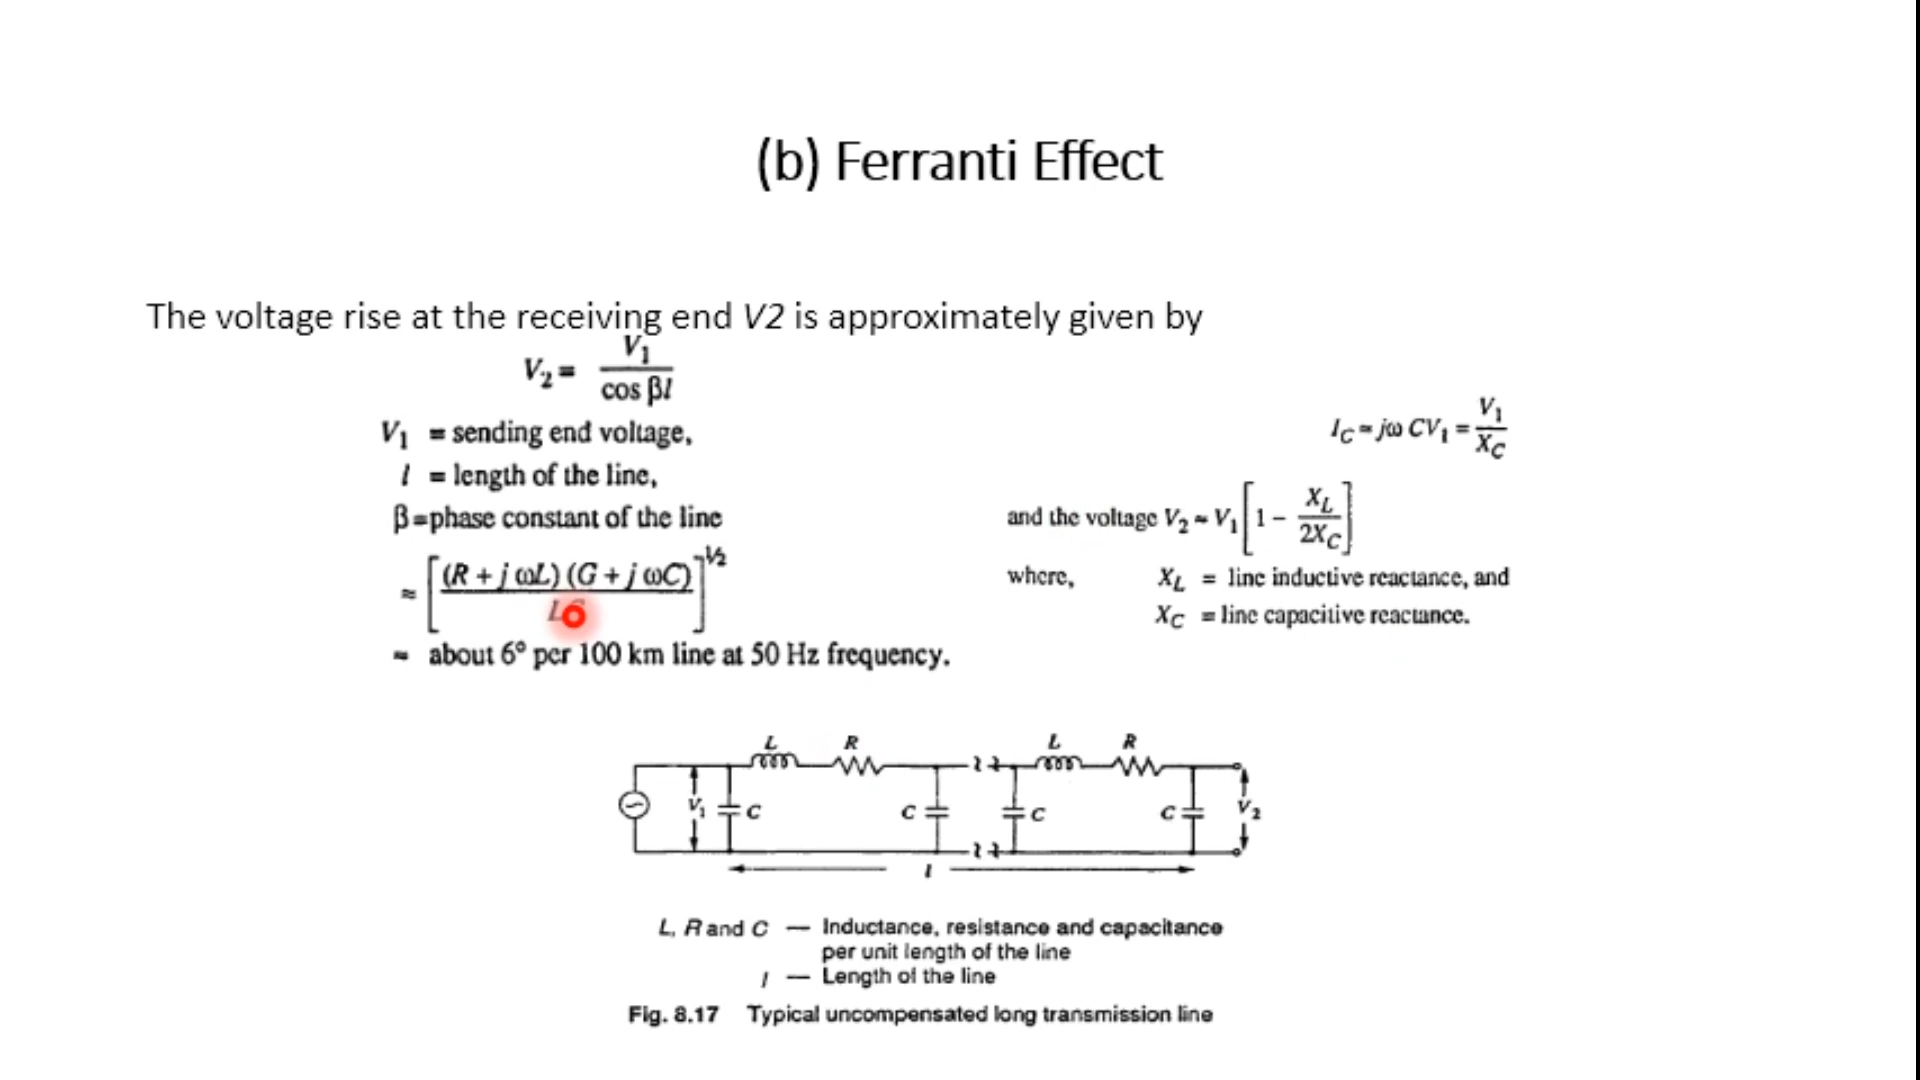 (b) Ferranti Effect
The voltage rise at the receiving end V2 is approximately given by
V₂ = V₁ / cos βl
V₁ = sending end voltage,
l = length of the line,
β = phase constant of the line
≈ [(R + j ωL) (G + j ωC) / LC]^½
≈ about 6° per 100 km line at 50 Hz frequency.
I_C = jω CV₁ = V₁ / X_C
and the voltage V₂ ≈ V₁ [1 − X_L / 2X_C]
where, X_L = line inductive reactance, and
X_C = line capacitive reactance.
L R L R
V₁ C C C C V₂
l
L, R and C — Inductance, resistance and capacitance
per unit length of the line
l — Length of the line
Fig. 8.17 Typical uncompensated long transmission line